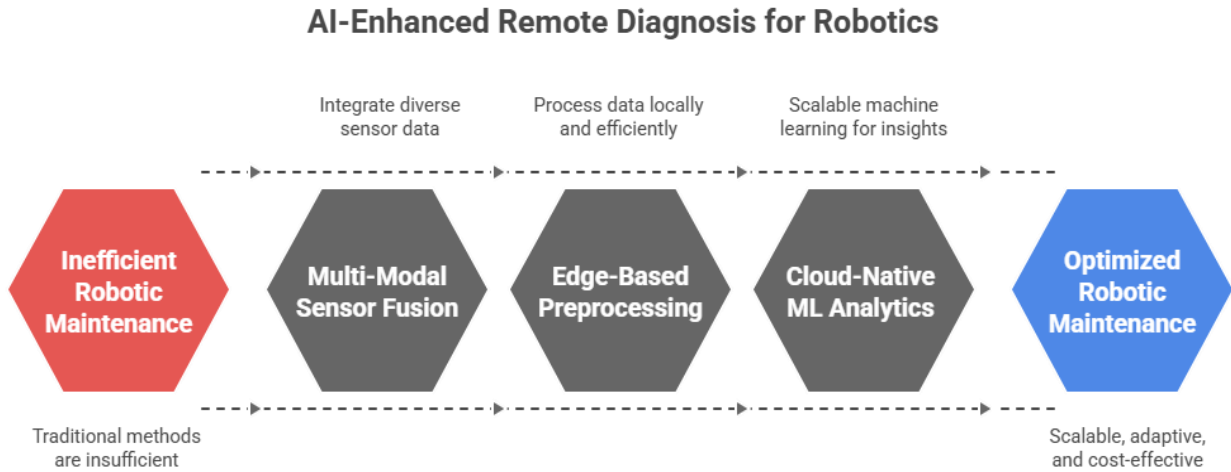 AI-Enhanced Remote Diagnosis for Robotics
Integrate diverse
sensor data
Process data locally
and efficiently
Scalable machine
learning for insights
Inefficient
Robotic
Maintenance
Multi-Modal
Sensor Fusion
Edge-Based
Preprocessing
Cloud-Native
ML Analytics
Optimized
Robotic
Maintenance
Traditional methods
are insufficient
Scalable, adaptive,
and cost-effective